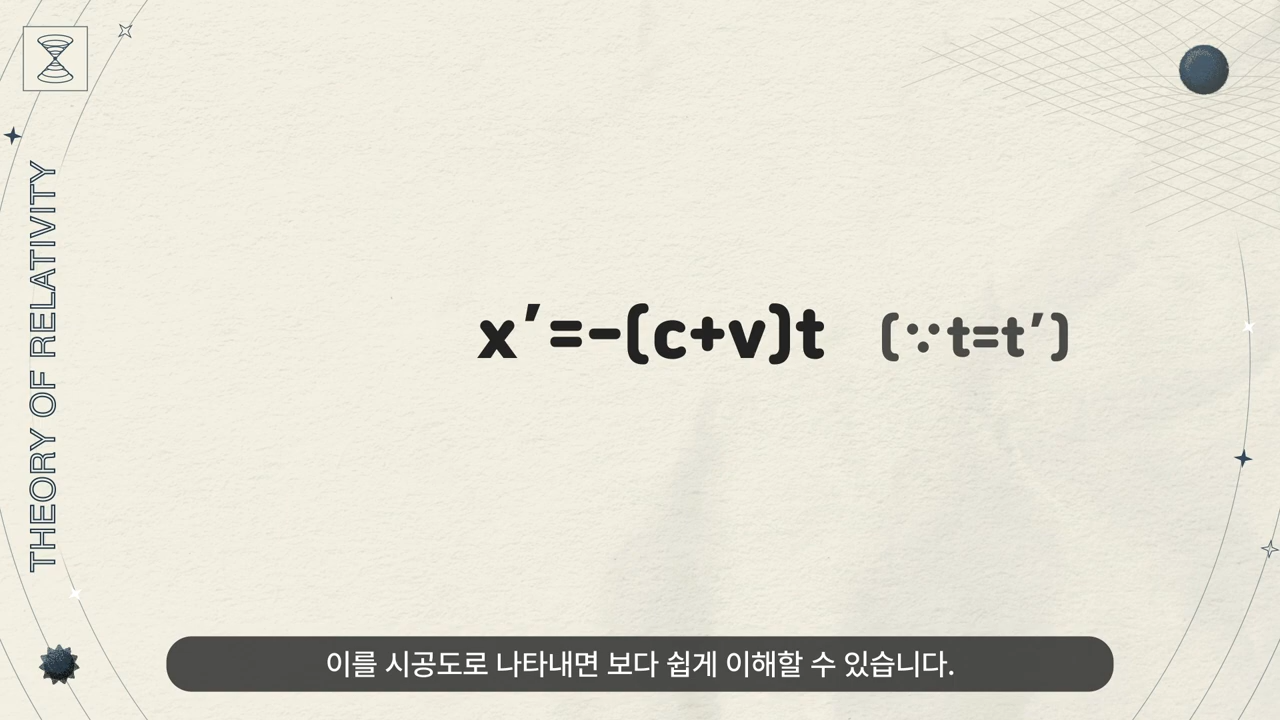 THEORY OF RELATIVITY
x′=−(c+v)t (∵t=t′)
이를 시공도로 나타내면 보다 쉽게 이해할 수 있습니다.